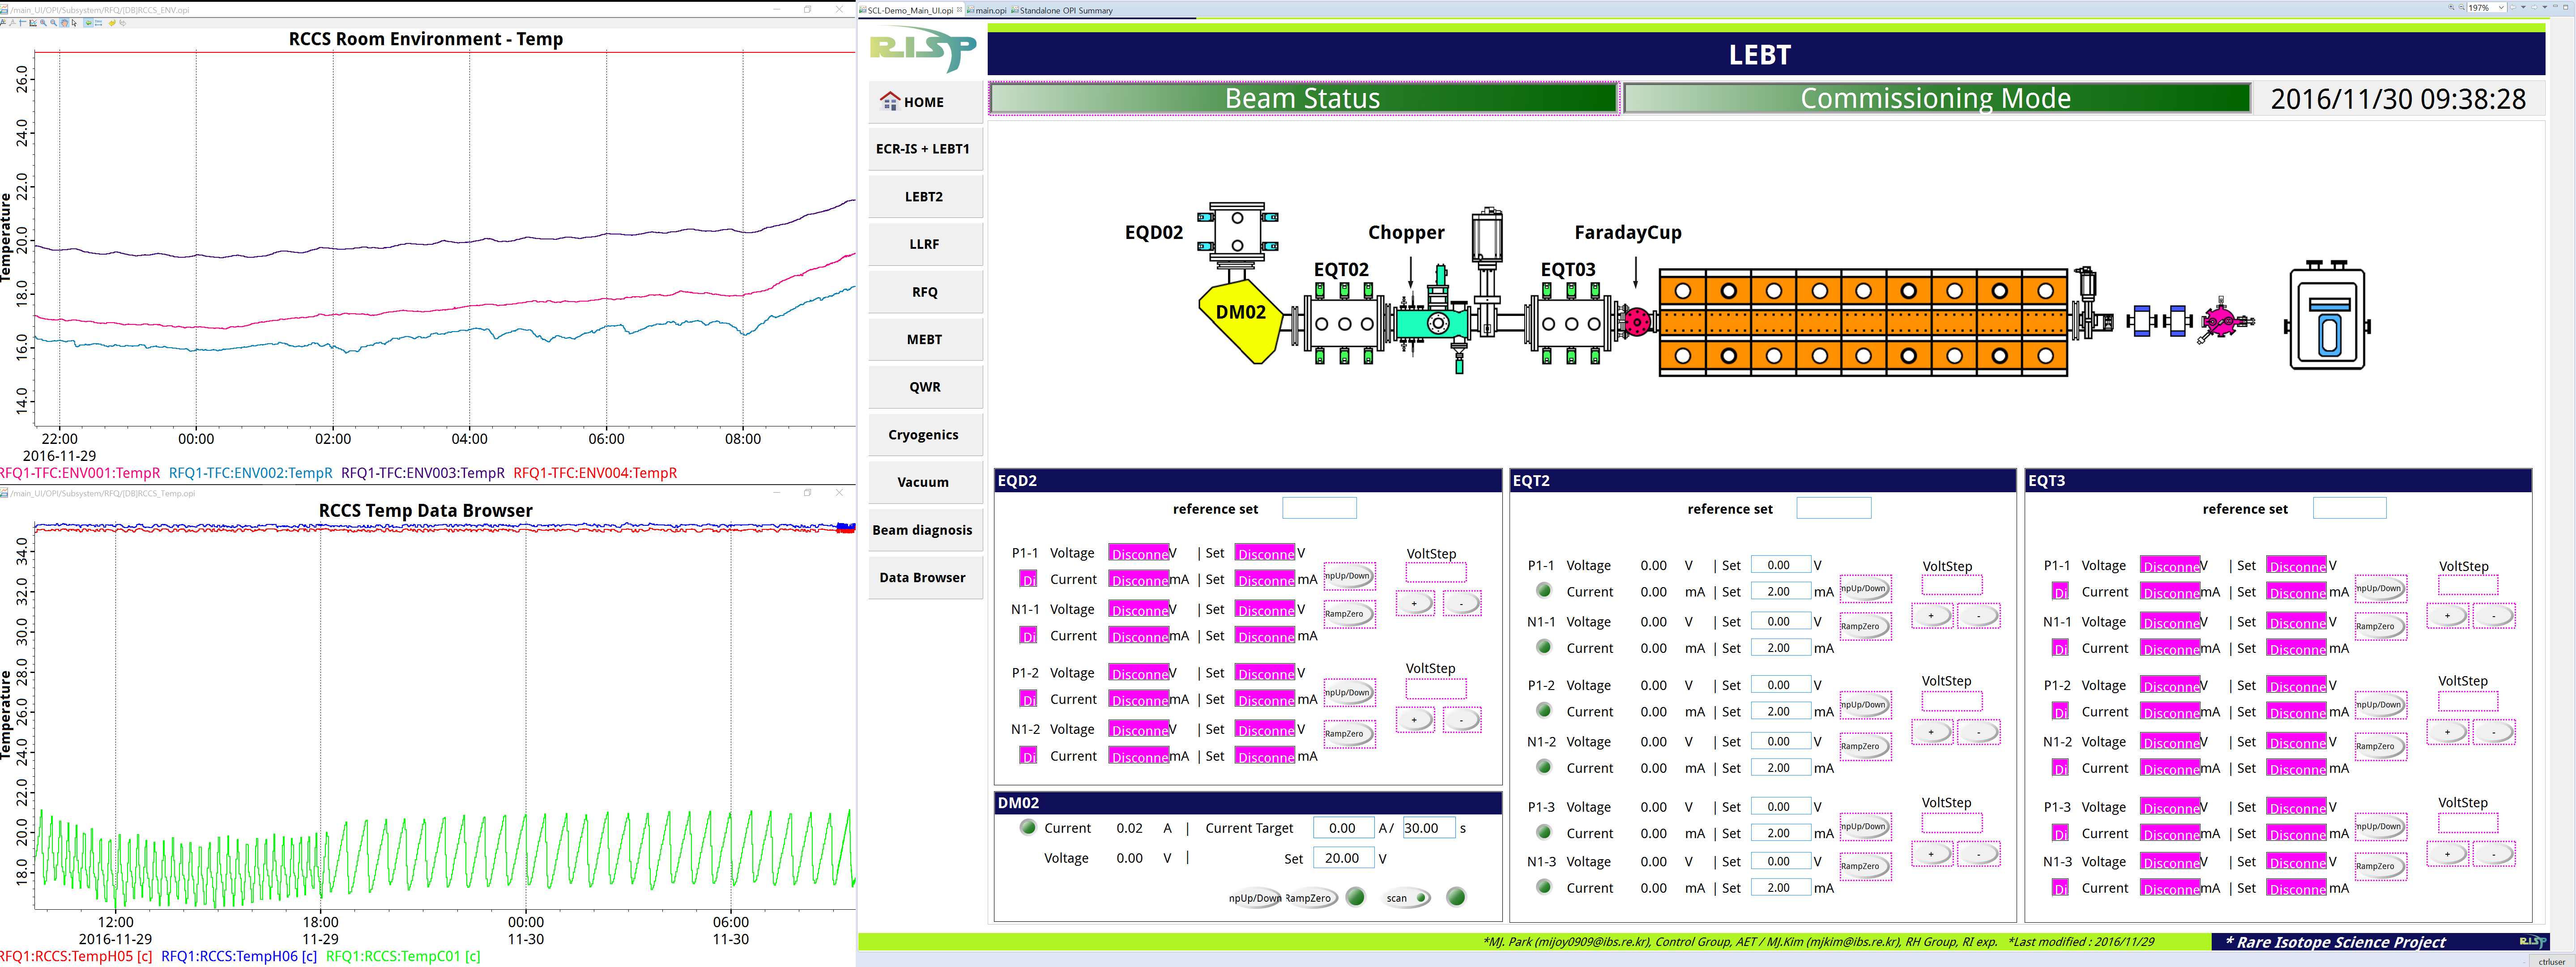 /main_UI/OPI/Subsystem/RFQ/[DB]RCCS_ENV.opi
RCCS Room Environment - Temp
Temperature
26.0
24.0
22.0
20.0
18.0
16.0
14.0
22:00 00:00 02:00 04:00 06:00 08:00
2016-11-29
RFQ1-TFC:ENV001:TempR RFQ1-TFC:ENV002:TempR RFQ1-TFC:ENV003:TempR RFQ1-TFC:ENV004:TempR
/main_UI/OPI/Subsystem/RFQ/[DB]RCCS_Temp.opi
RCCS Temp Data Browser
Temperature
34.0
32.0
30.0
28.0
26.0
24.0
22.0
20.0
18.0
12:00 18:00 00:00 06:00
2016-11-29 11-29 11-30 11-30
RFQ1:RCCS:TempH05 [c] RFQ1:RCCS:TempH06 [c] RFQ1:RCCS:TempC01 [c]
SCL-Demo_Main_UI.opi main.opi Standalone OPI Summary
197%
RISP
LEBT
Beam Status Commissioning Mode 2016/11/30 09:38:28
HOME
ECR-IS + LEBT1
LEBT2
LLRF
RFQ
MEBT
QWR
Cryogenics
Vacuum
Beam diagnosis
Data Browser
EQD02 Chopper FaradayCup
EQT02 EQT03
DM02
EQD2
reference set
P1-1 Voltage Disconne V | Set Disconne V VoltStep
Di Current Disconne mA | Set Disconne mA npUp/Down
N1-1 Voltage Disconne V | Set Disconne V RampZero + -
Di Current Disconne mA | Set Disconne mA
P1-2 Voltage Disconne V | Set Disconne V VoltStep
Di Current Disconne mA | Set Disconne mA npUp/Down
N1-2 Voltage Disconne V | Set Disconne V RampZero + -
Di Current Disconne mA | Set Disconne mA
DM02
Current 0.02 A | Current Target 0.00 A / 30.00 s
Voltage 0.00 V | Set 20.00 V
npUp/Down RampZero scan
EQT2
reference set
P1-1 Voltage 0.00 V | Set 0.00 V VoltStep
Current 0.00 mA | Set 2.00 mA npUp/Down
N1-1 Voltage 0.00 V | Set 0.00 V RampZero + -
Current 0.00 mA | Set 2.00 mA
P1-2 Voltage 0.00 V | Set 0.00 V VoltStep
Current 0.00 mA | Set 2.00 mA npUp/Down
N1-2 Voltage 0.00 V | Set 0.00 V RampZero + -
Current 0.00 mA | Set 2.00 mA
P1-3 Voltage 0.00 V | Set 0.00 V VoltStep
Current 0.00 mA | Set 2.00 mA npUp/Down
N1-3 Voltage 0.00 V | Set 0.00 V RampZero + -
Current 0.00 mA | Set 2.00 mA
EQT3
reference set
P1-1 Voltage Disconne V | Set Disconne V VoltStep
Di Current Disconne mA | Set Disconne mA npUp/Down
N1-1 Voltage Disconne V | Set Disconne V RampZero + -
Di Current Disconne mA | Set Disconne mA
P1-2 Voltage Disconne V | Set Disconne V VoltStep
Di Current Disconne mA | Set Disconne mA npUp/Down
N1-2 Voltage Disconne V | Set Disconne V RampZero + -
Di Current Disconne mA | Set Disconne mA
P1-3 Voltage Disconne V | Set Disconne V VoltStep
Di Current Disconne mA | Set Disconne mA npUp/Down
N1-3 Voltage Disconne V | Set Disconne V RampZero + -
Di Current Disconne mA | Set Disconne mA
*MJ. Park (mijoy0909@ibs.re.kr), Control Group, AET / MJ.Kim (mjkim@ibs.re.kr), RH Group, RI exp. *Last modified : 2016/11/29
* Rare Isotope Science Project RISP
ctrluser